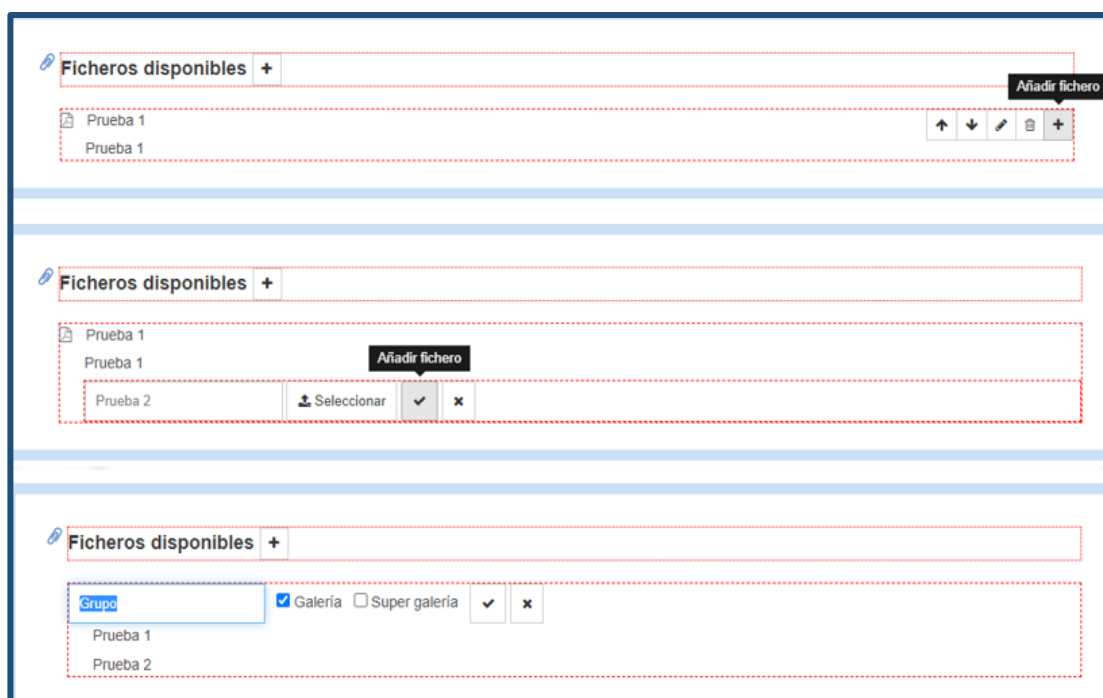 Ficheros disponibles +
Añadir fichero
Prueba 1
Prueba 1
Ficheros disponibles +
Prueba 1
Prueba 1
Añadir fichero
Prueba 2 Seleccionar
Ficheros disponibles +
Grupo Galería Super galería
Prueba 1
Prueba 2